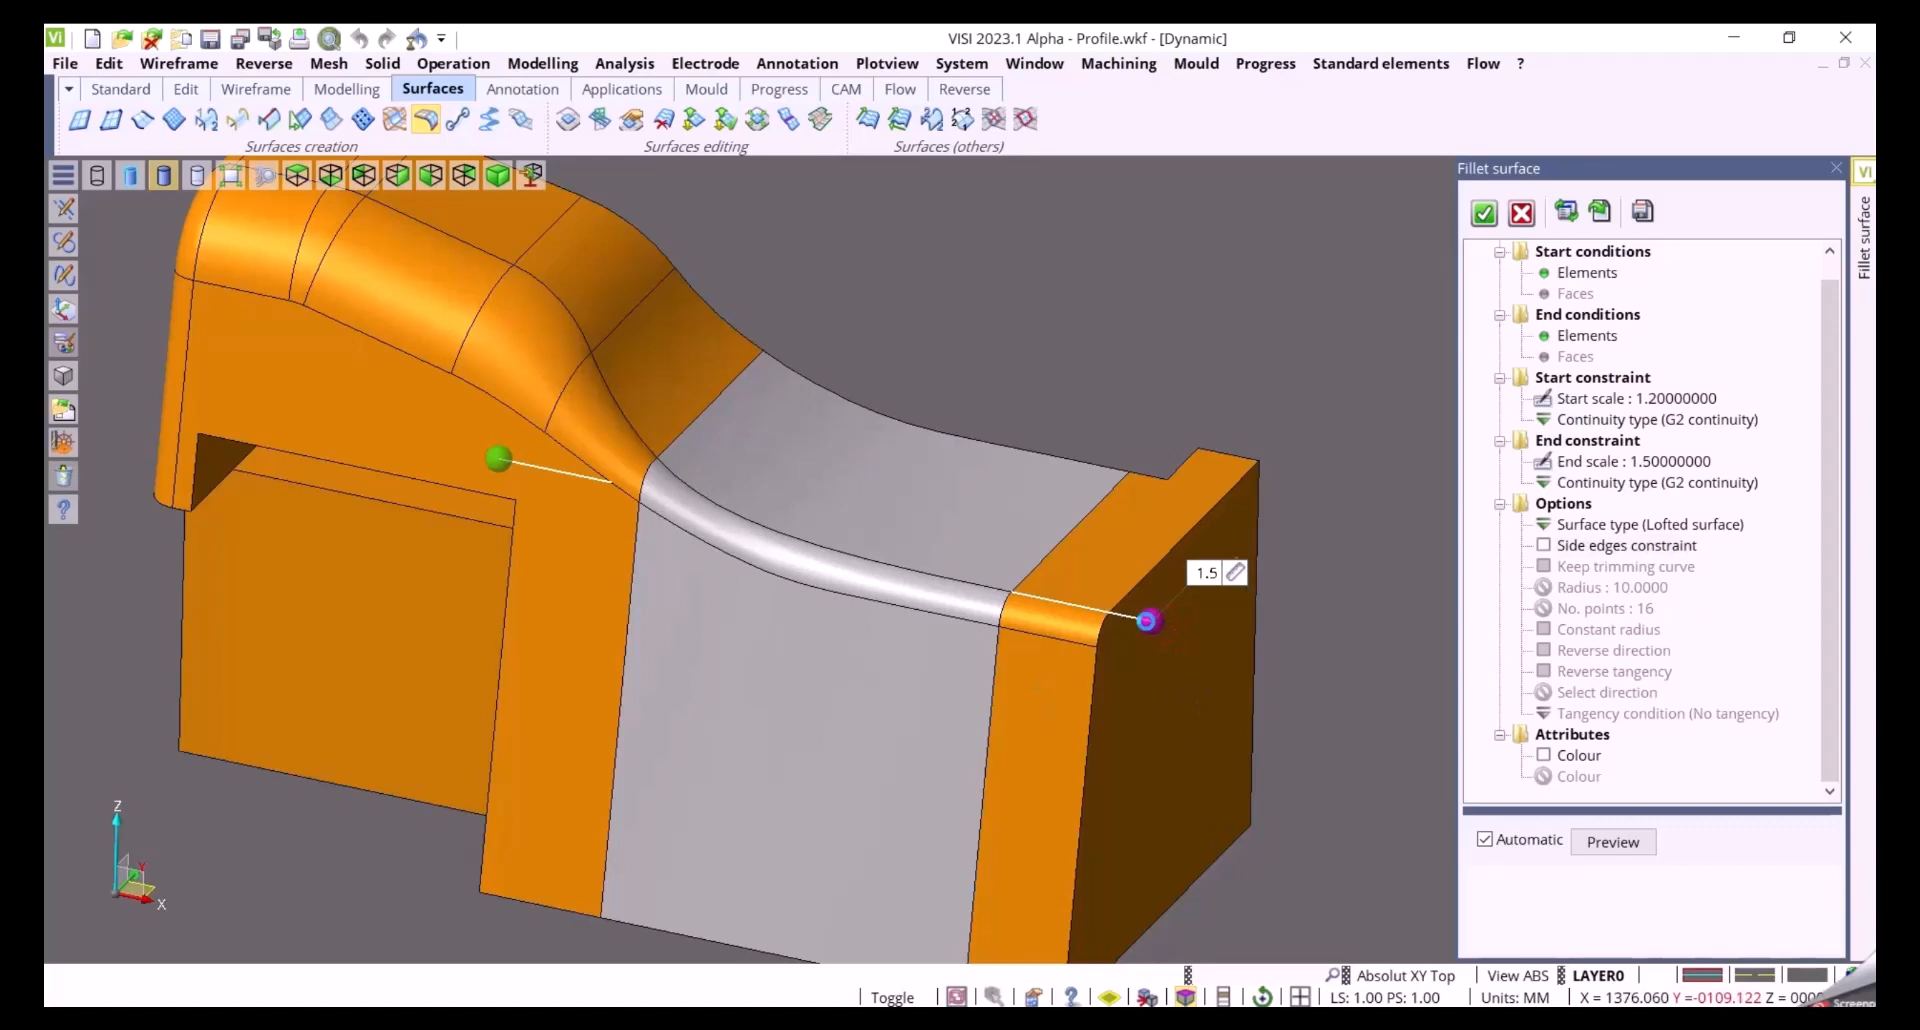 Vi
VISI 2023.1 Alpha - Profile.wkf - [Dynamic]
File Edit Wireframe Reverse Mesh Solid Operation Modelling Analysis Electrode Annotation Plotview System Window Machining Mould Progress Standard elements Flow ?
Standard Edit Wireframe Modelling Surfaces Annotation Applications Mould Progress CAM Flow Reverse
Surfaces creation Surfaces editing Surfaces (others)
Fillet surface
Vi
Fillet surface
Start conditions
Elements
Faces
End conditions
Elements
Faces
Start constraint
Start scale : 1.20000000
Continuity type (G2 continuity)
End constraint
End scale : 1.50000000
Continuity type (G2 continuity)
Options
Surface type (Lofted surface)
Side edges constraint
Keep trimming curve
Radius : 10.0000
No. points : 16
Constant radius
Reverse direction
Reverse tangency
Select direction
Tangency condition (No tangency)
Attributes
Colour
Colour
Automatic Preview
1.5
Z
Y
X
Absolut XY Top View ABS LAYER0
Toggle LS: 1.00 PS: 1.00 Units: MM X = 1376.060 Y =-0109.122 Z = 000